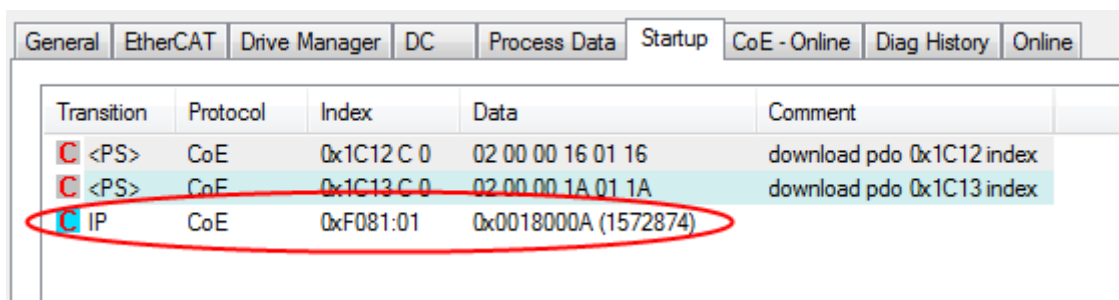 General EtherCAT Drive Manager DC Process Data Startup CoE - Online Diag History Online
Transition Protocol Index Data Comment
C <PS> CoE 0x1C12 C 0 02 00 00 16 01 16 download pdo 0x1C12 index
C <PS> CoE 0x1C13 C 0 02 00 00 1A 01 1A download pdo 0x1C13 index
C IP CoE 0xF081:01 0x0018000A (1572874)